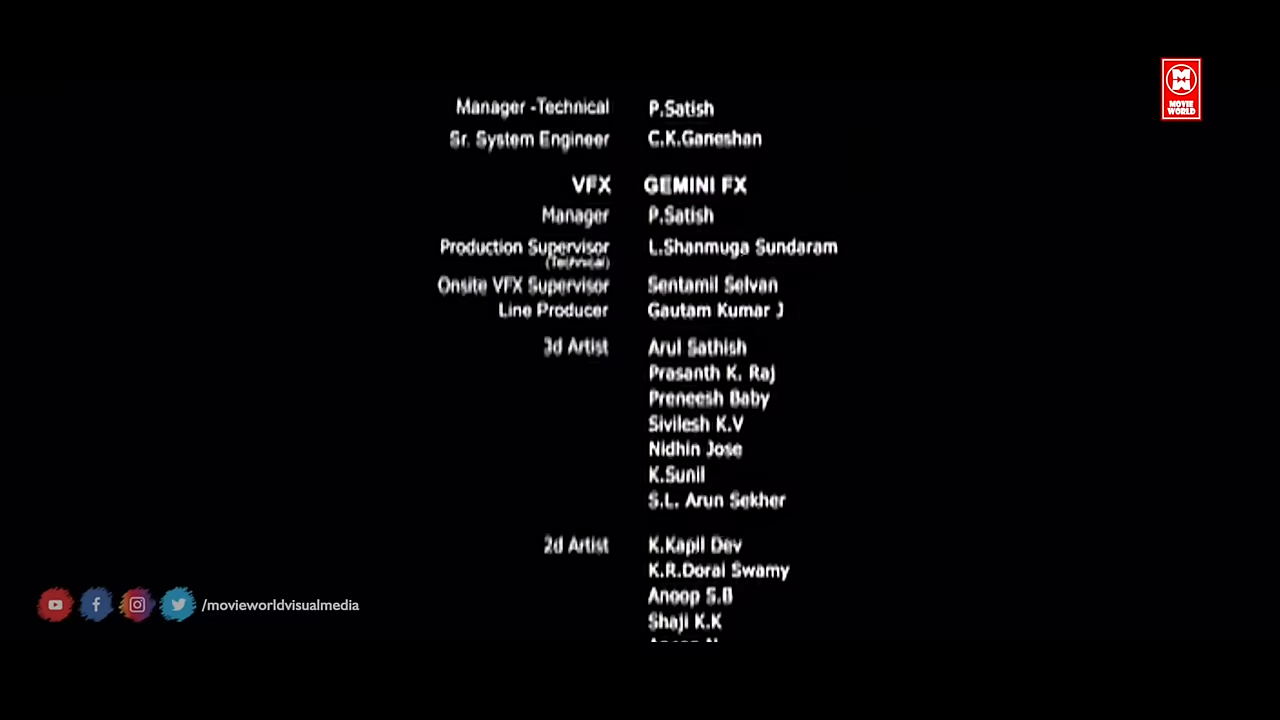 Manager -Technical P.Satish
Sr. System Engineer C.K.Ganeshan
VFX GEMINI FX
Manager P.Satish
Production Supervisor L.Shanmuga Sundaram
(Technical)
Onsite VFX Supervisor Sentamil Selvan
Line Producer Gautam Kumar J
3d Artist Arul Sathish
Prasanth K. Raj
Preneesh Baby
Sivilesh K.V
Nidhin Jose
K.Sunil
S.L. Arun Sekher
2d Artist K.Kapil Dev
K.R.Dorai Swamy
Anoop S.B
Shaji K.K
/movieworldvisualmedia
MOVIE
WORLD